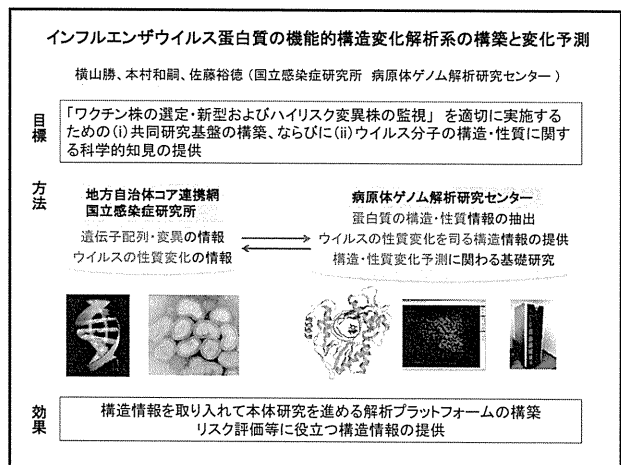 インフルエンザウイルス蛋白質の機能的構造変化解析系の構築と変化予測
横山勝、本村和嗣、佐藤裕徳（国立感染症研究所 病原体ゲノム解析研究センター）
目標
「ワクチン株の選定・新型およびハイリスク変異株の監視」 を適切に実施する
ための(i)共同研究基盤の構築、ならびに(ii)ウイルス分子の構造・性質に関す
る科学的知見の提供
方法
地方自治体コア連携網
国立感染症研究所
遺伝子配列・変異の情報
ウイルスの性質変化の情報
病原体ゲノム解析研究センター
蛋白質の構造・性質情報の抽出
ウイルスの性質変化を司る構造情報の提供
構造・性質変化予測に関わる基礎研究
効果
構造情報を取り入れて本体研究を進める解析プラットフォームの構築
リスク評価等に役立つ構造情報の提供